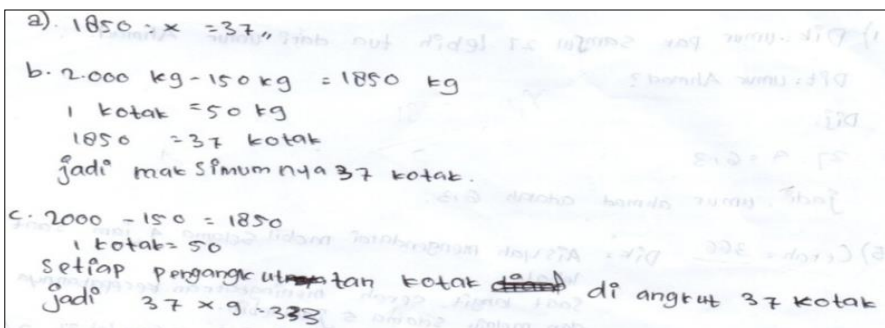 a). 1850 : x = 37,,
b. 2.000 kg - 150 kg = 1850 kg
1 kotak = 50 kg
1850 = 37 kotak
jadi maksimumnya 37 kotak.
c. 2000 - 150 = 1850
1 kotak = 50
setiap pengangkutan kotak di angkut 37 kotak
jadi 37 x 9 = 333